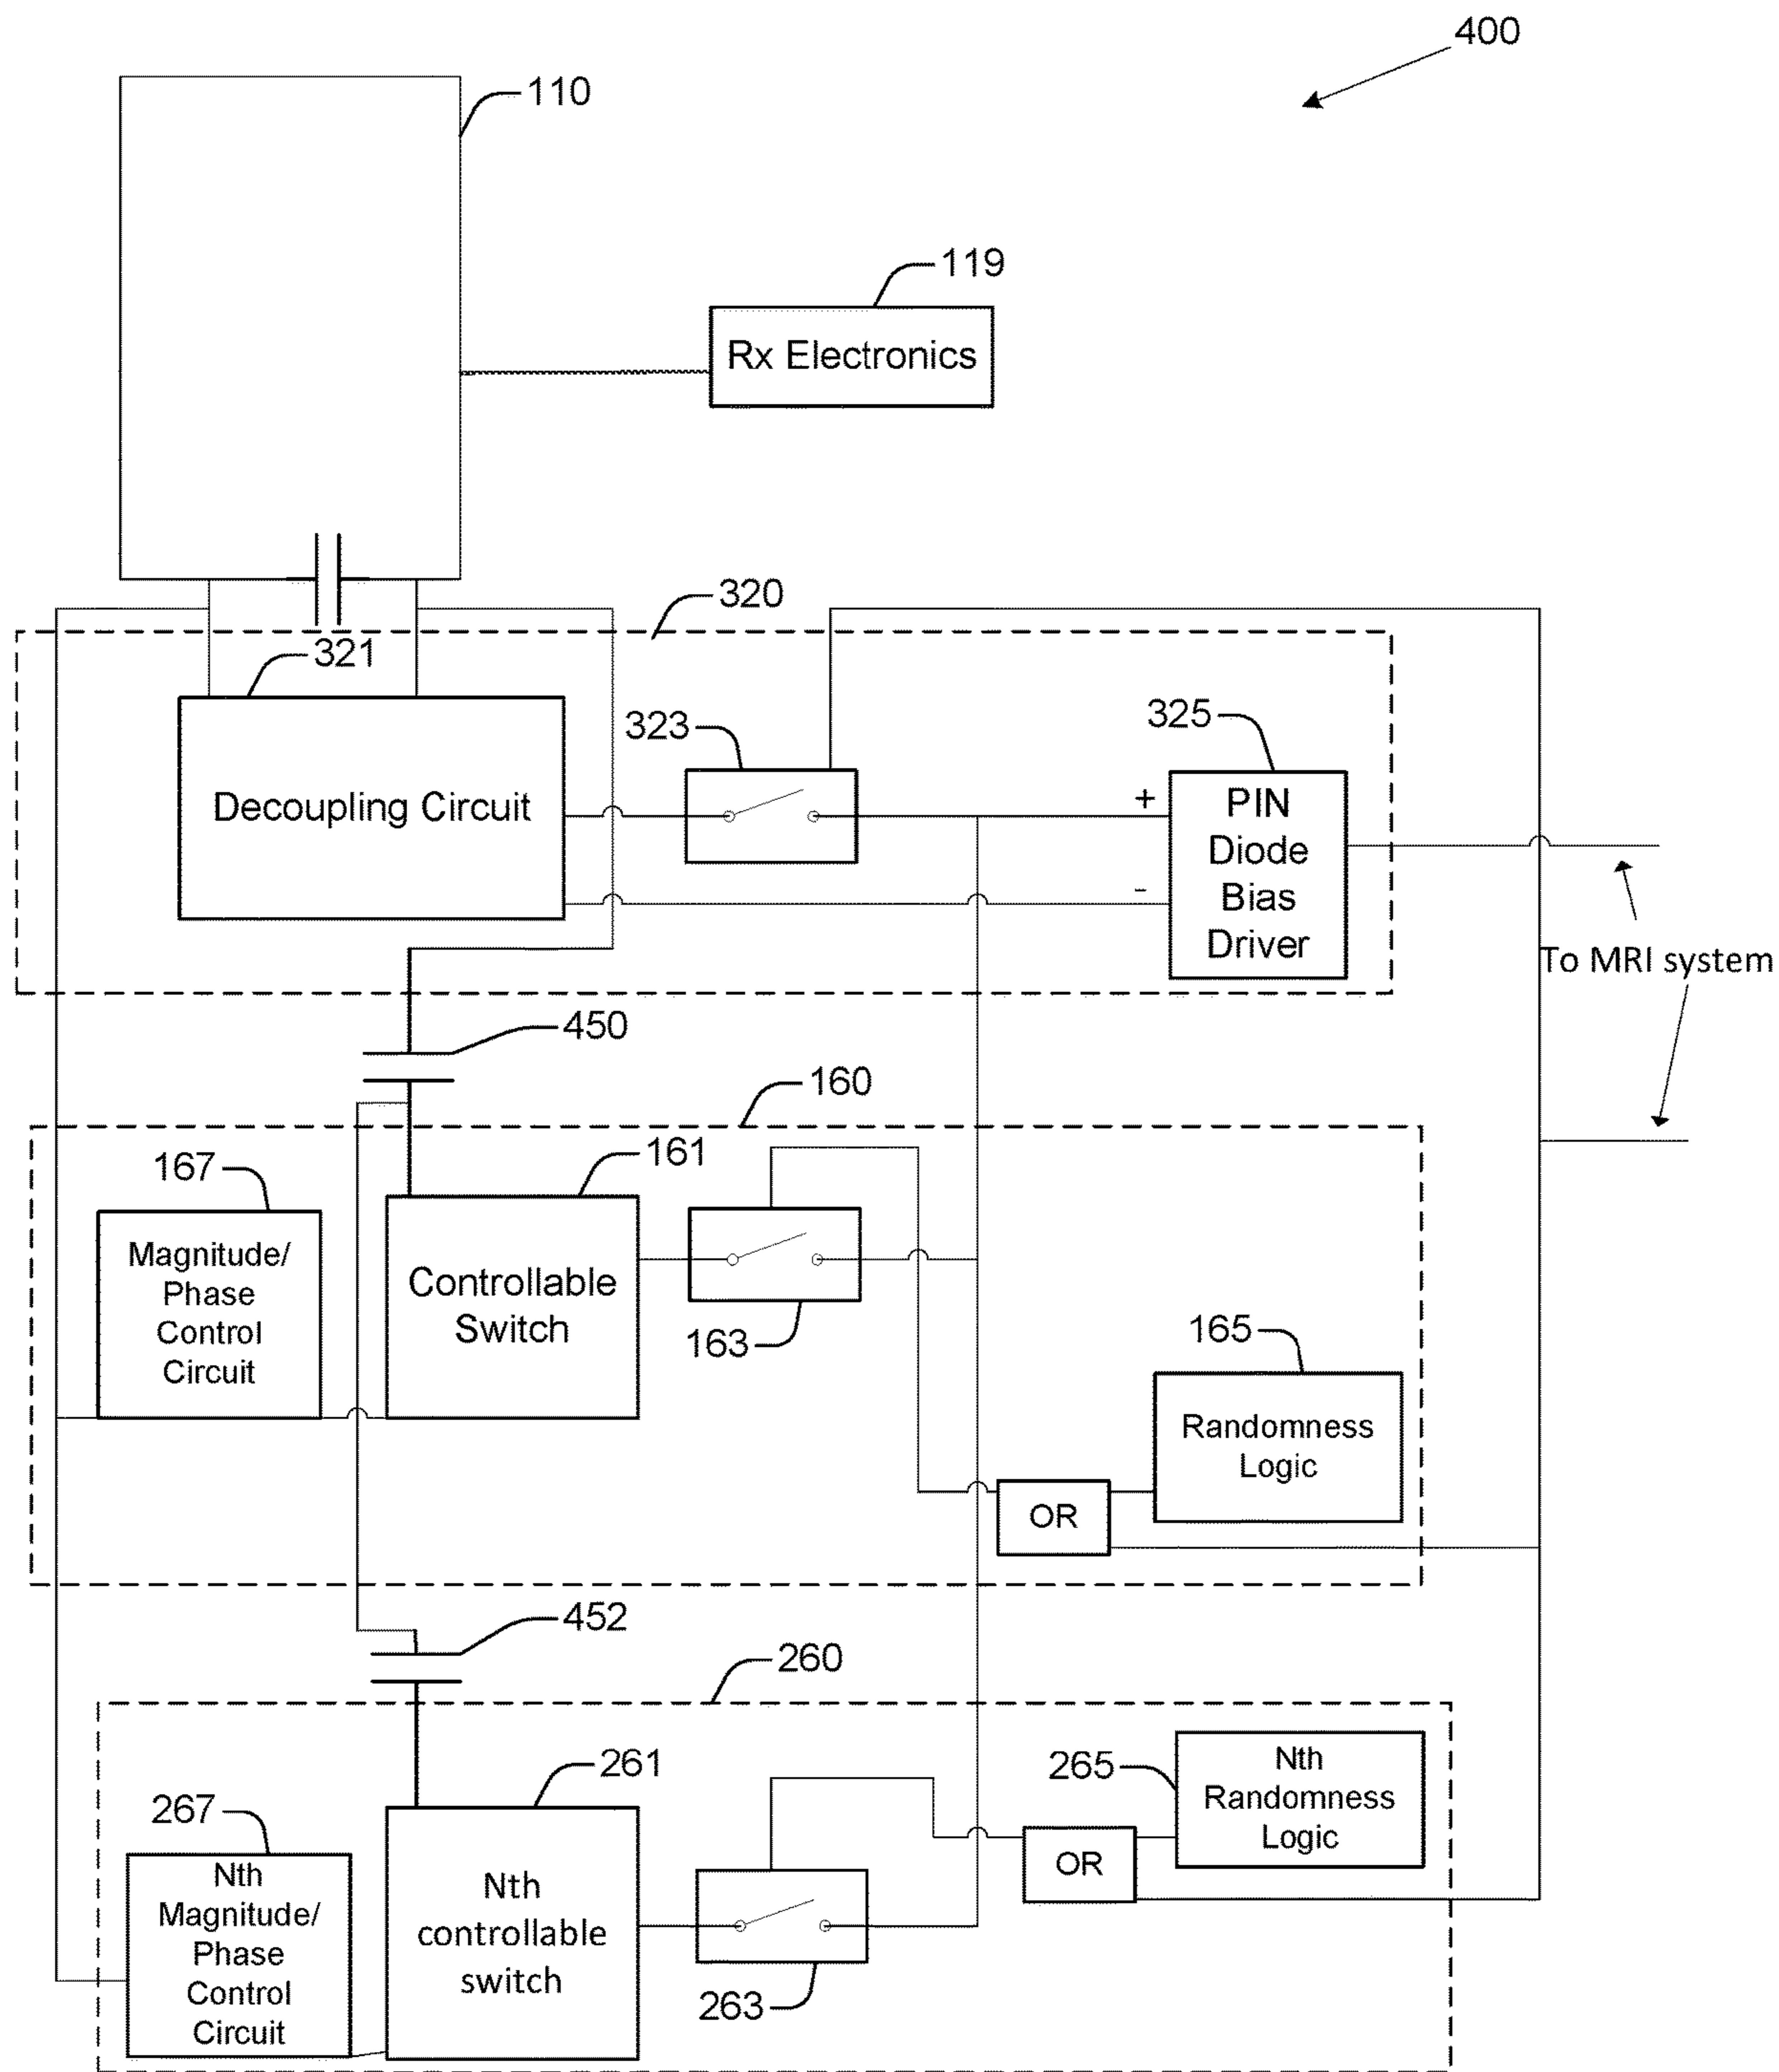 400
110
119
Rx Electronics
320
321
323
325
Decoupling Circuit
+
-
PIN
Diode
Bias
Driver
To MRI system
450
160
167
161
Magnitude/
Phase
Control
Circuit
Controllable
Switch
163
165
Randomness
Logic
OR
452
260
261
265
Nth
Randomness
Logic
267
OR
Nth
Magnitude/
Phase
Control
Circuit
Nth
controllable
switch
263